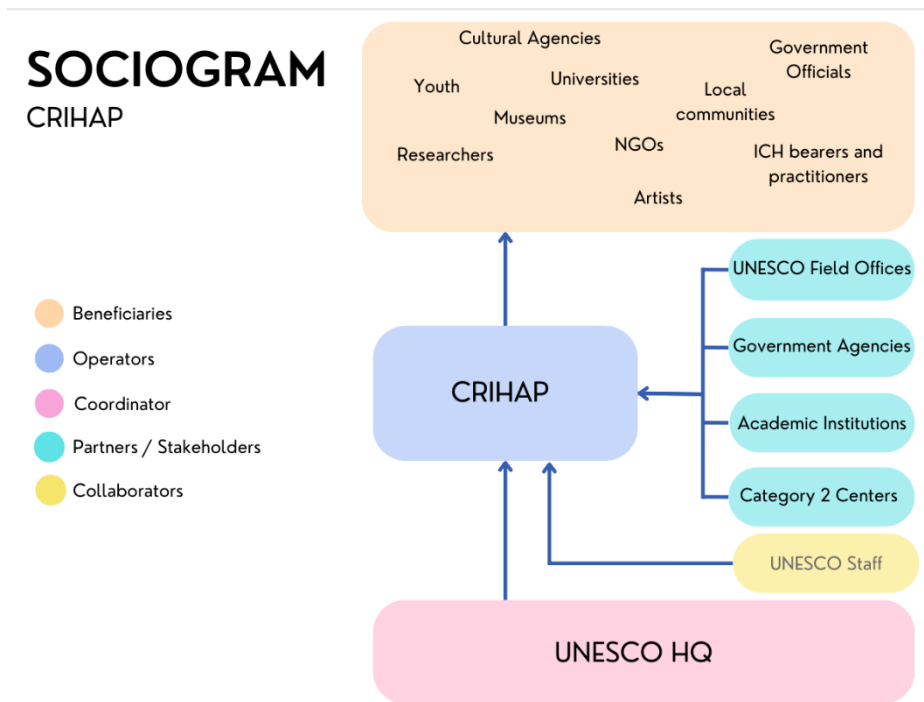 SOCIOGRAM
CRIHAP
Cultural Agencies
Government
Officials
Youth
Universities
Local
communities
Museums
NGOs
Researchers
ICH bearers and
practitioners
Artists
UNESCO Field Offices
Beneficiaries
Government Agencies
Operators
CRIHAP
Coordinator
Academic Institutions
Partners / Stakeholders
Collaborators
Category 2 Centers
UNESCO Staff
UNESCO HQ